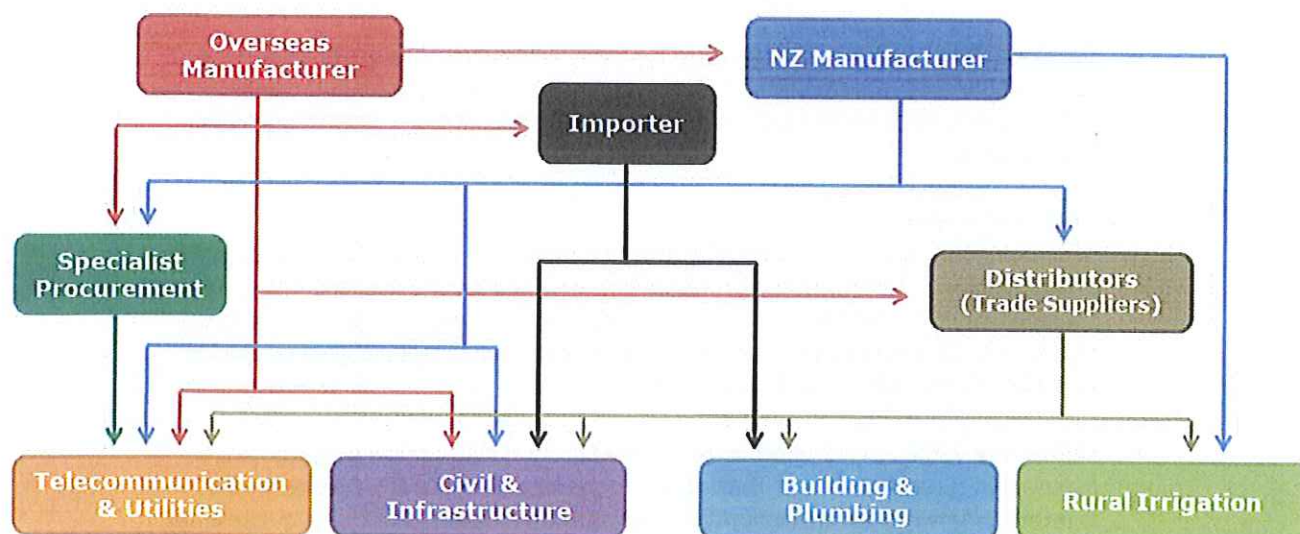 Overseas
Manufacturer
NZ Manufacturer
Importer
Specialist
Procurement
Distributors
(Trade Suppliers)
Telecommunication
& Utilities
Civil &
Infrastructure
Building &
Plumbing
Rural Irrigation